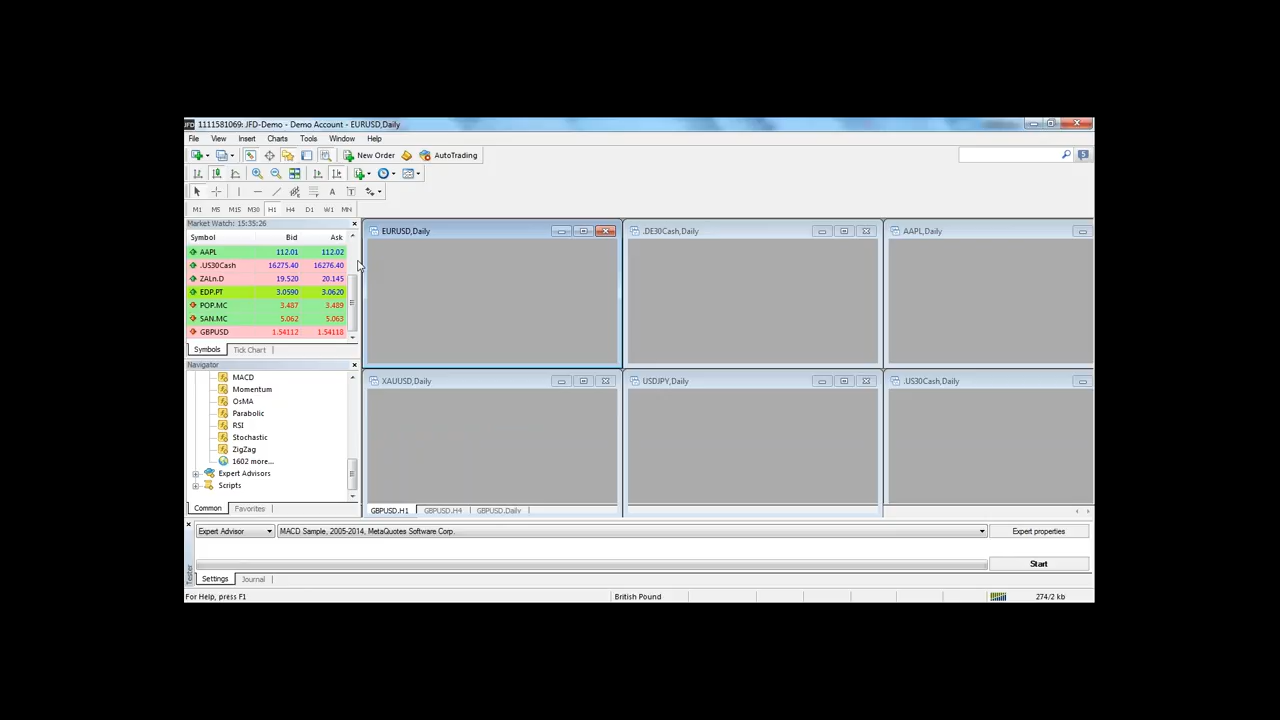 1111581069: JFD-Demo - Demo Account - EURUSD,Daily
File View Insert Charts Tools Window Help
New Order AutoTrading
5
A T
M1 M5 M15 M30 H1 H4 D1 W1 MN
Market Watch: 15:35:26
Symbol Bid Ask
AAPL 112.01 112.02
.US30Cash 16275.40 16276.40
ZALn.D 19.520 20.145
EDP.PT 3.0590 3.0620
POP.MC 3.487 3.489
SAN.MC 5.062 5.063
GBPUSD 1.54112 1.54118
Symbols Tick Chart
Navigator
MACD
Momentum
OsMA
Parabolic
RSI
Stochastic
ZigZag
1602 more...
Expert Advisors
Scripts
Common Favorites
EURUSD,Daily
.DE30Cash,Daily
AAPL,Daily
XAUUSD,Daily
USDJPY,Daily
.US30Cash,Daily
GBPUSD,H1 GBPUSD,H4 GBPUSD,Daily
Expert Advisor MACD Sample, 2005-2014, MetaQuotes Software Corp. Expert properties
Start
Tester
Settings Journal
For Help, press F1 British Pound 274/2 kb